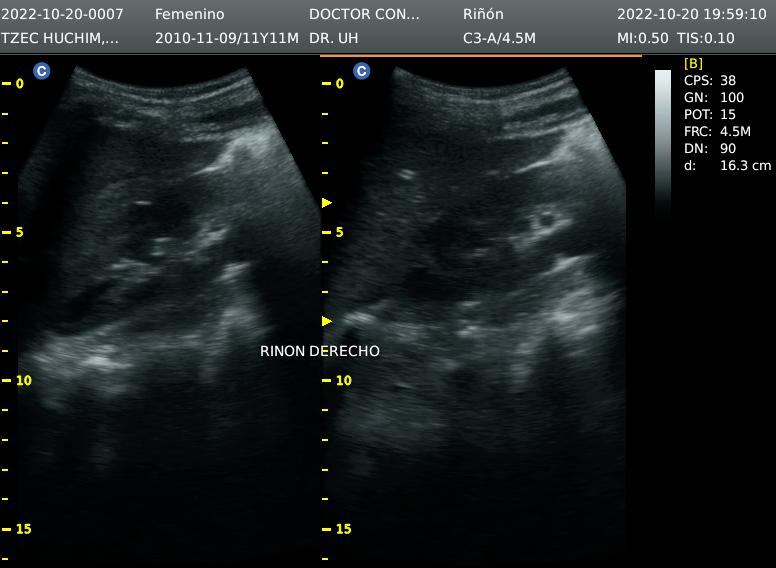 2022-10-20-0007 Femenino DOCTOR CON... Riñón 2022-10-20 19:59:10
TZEC HUCHIM,... 2010-11-09/11Y11M DR. UH C3-A/4.5M MI:0.50 TIS:0.10
C C
[B]
CPS: 38
GN: 100
POT: 15
FRC: 4.5M
DN: 90
d: 16.3 cm
0 0
5 5
RINON DERECHO
10 10
15 15